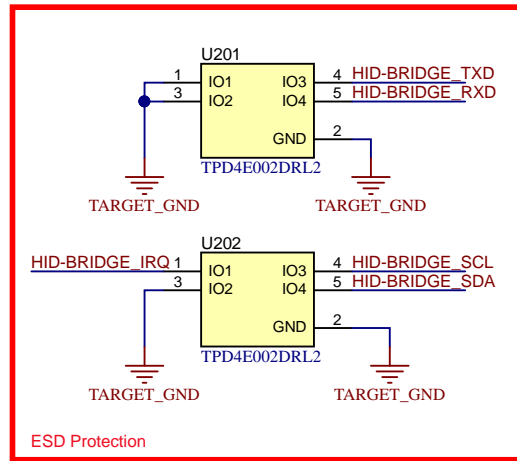 U201
1 IO1 IO3 4 HID-BRIDGE_TXD
3 IO2 IO4 5 HID-BRIDGE_RXD
GND 2
TPD4E002DRL2
TARGET_GND TARGET_GND
U202
HID-BRIDGE_IRQ 1 IO1 IO3 4 HID-BRIDGE_SCL
3 IO2 IO4 5 HID-BRIDGE_SDA
GND 2
TPD4E002DRL2
TARGET_GND TARGET_GND
ESD Protection